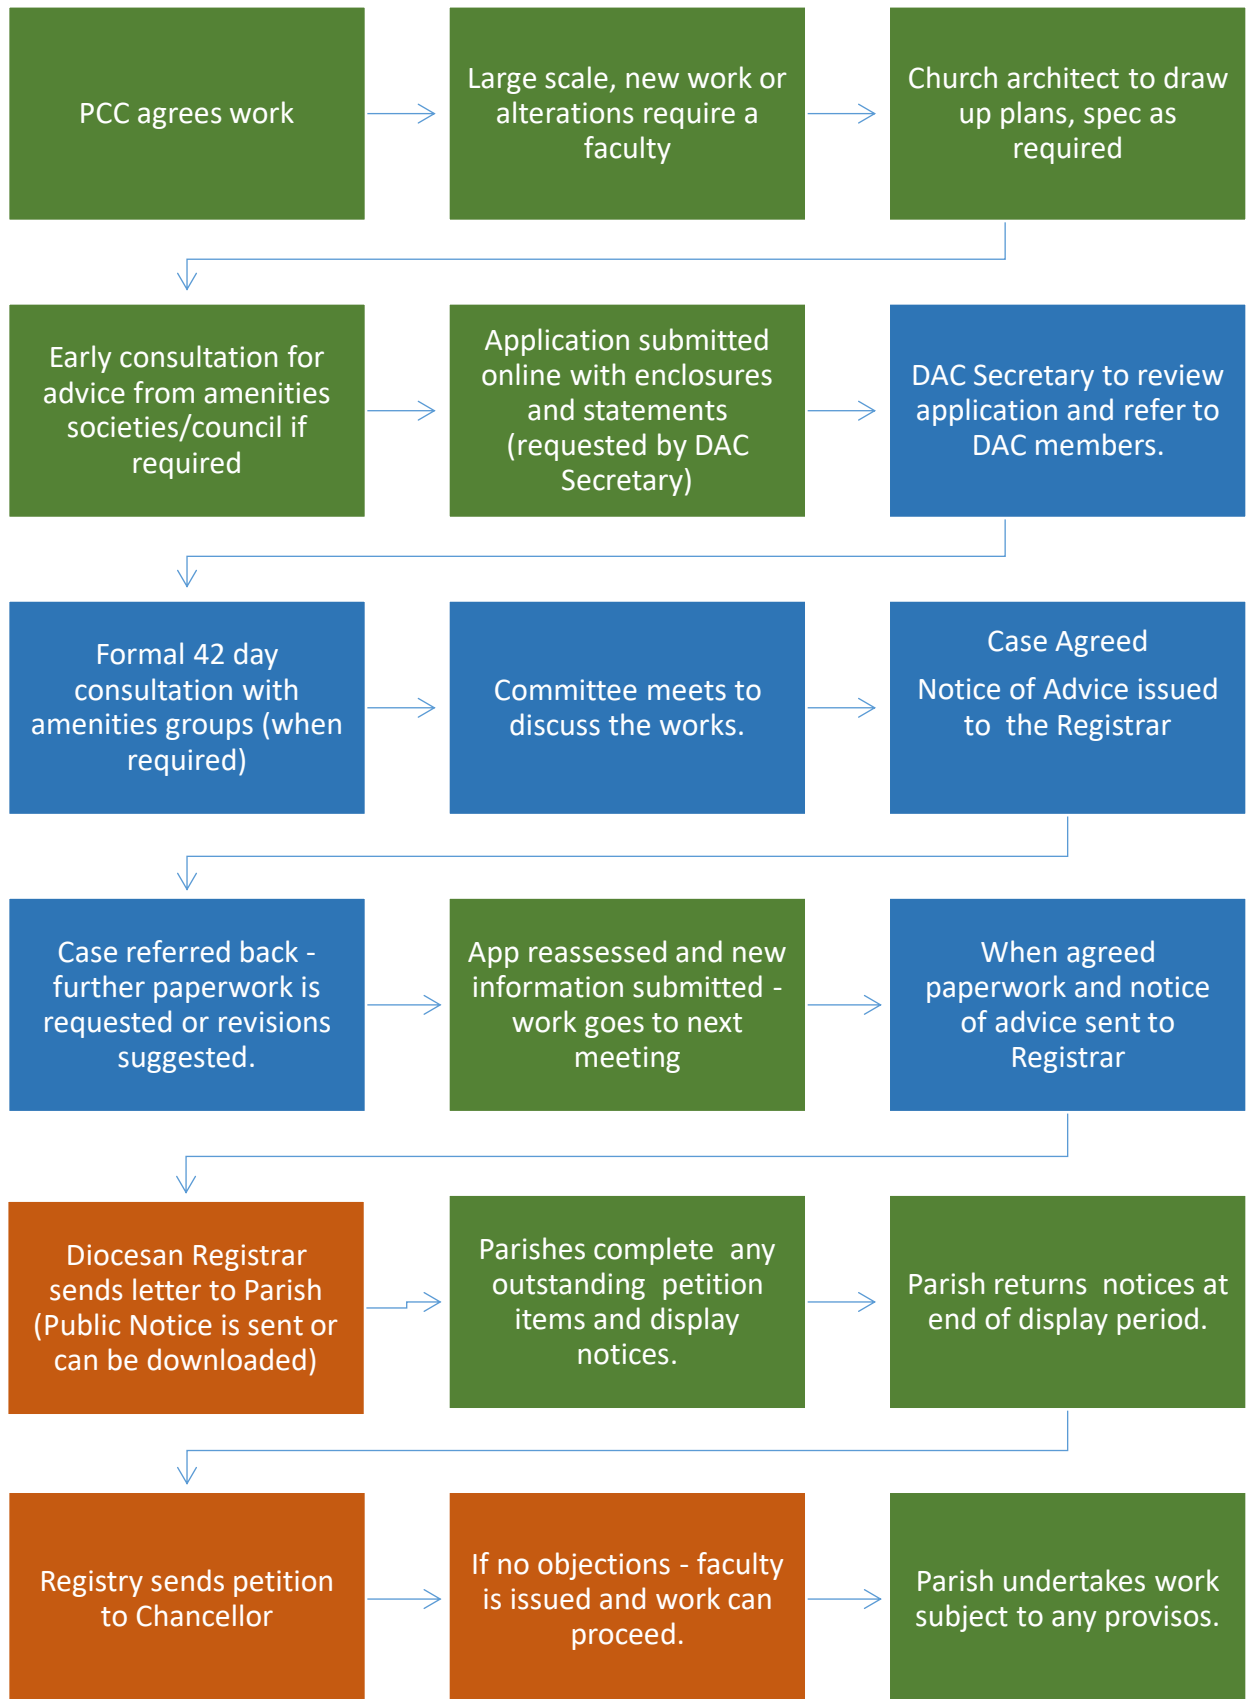 PCC agrees work
Large scale, new work or
alterations require a
faculty
Church architect to draw
up plans, spec as
required
Early consultation for
advice from amenities
societies/council if
required
Application submitted
online with enclosures
and statements
(requested by DAC
Secretary)
DAC Secretary to review
application and refer to
DAC members.
Formal 42 day
consultation with
amenities groups (when
required)
Committee meets to
discuss the works.
Case Agreed
Notice of Advice issued
to the Registrar
Case referred back -
further paperwork is
requested or revisions
suggested.
App reassessed and new
information submitted -
work goes to next
meeting
When agreed
paperwork and notice
of advice sent to
Registrar
Diocesan Registrar
sends letter to Parish
(Public Notice is sent or
can be downloaded)
Parishes complete any
outstanding petition
items and display
notices.
Parish returns notices at
end of display period.
Registry sends petition
to Chancellor
If no objections - faculty
is issued and work can
proceed.
Parish undertakes work
subject to any provisos.